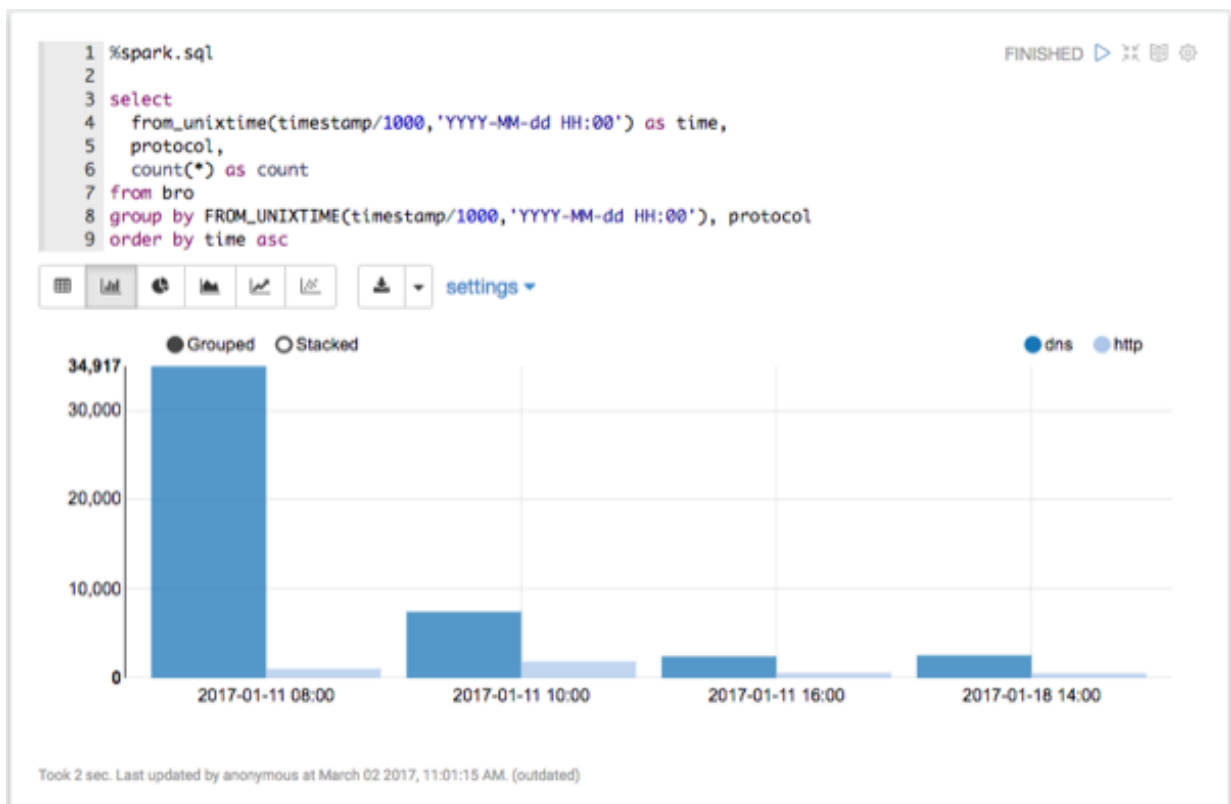 1 %spark.sql
FINISHED
2
3 select
4 from_unixtime(timestamp/1000,'YYYY-MM-dd HH:00') as time,
5 protocol,
6 count(*) as count
7 from bro
8 group by FROM_UNIXTIME(timestamp/1000,'YYYY-MM-dd HH:00'), protocol
9 order by time asc
settings
Grouped Stacked dns http
34,917
30,000
20,000
10,000
0
2017-01-11 08:00 2017-01-11 10:00 2017-01-11 16:00 2017-01-18 14:00
Took 2 sec. Last updated by anonymous at March 02 2017, 11:01:15 AM. (outdated)